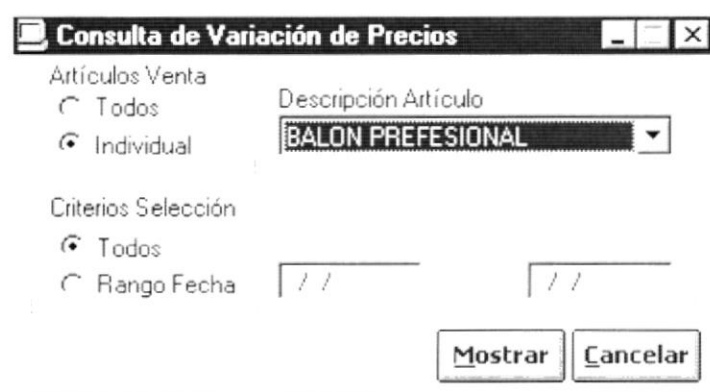 Consulta de Variación de Precios
Artículos Venta
Todos
Descripción Artículo
Individual
BALON PREFESIONAL
Criterios Selección
Todos
Rango Fecha
/ /
/ /
Mostrar
Cancelar